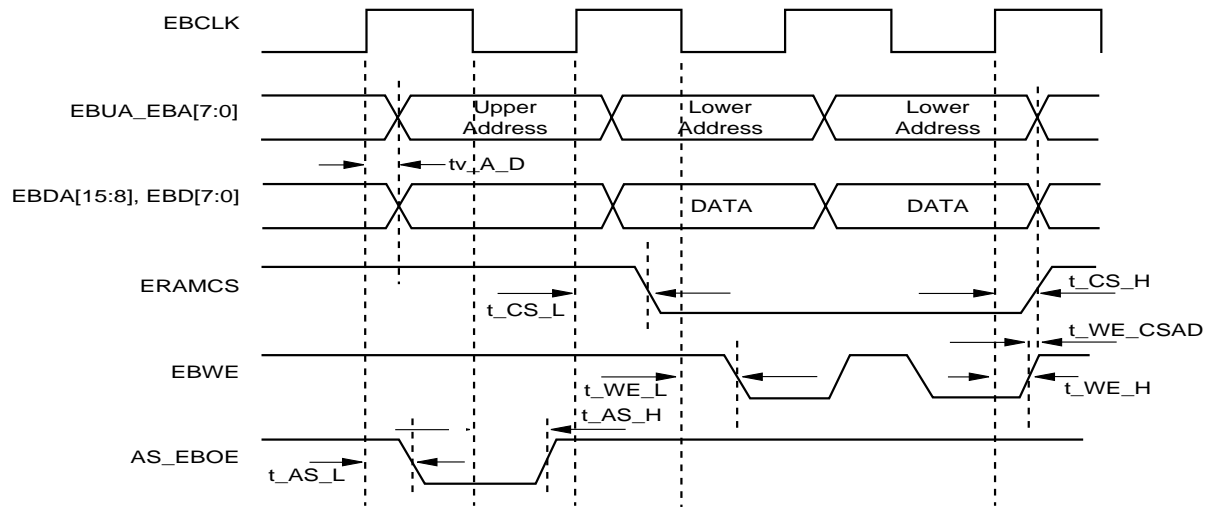 EBCLK
EBUA_EBA[7:0]
Upper Address
Lower Address
Lower Address
tv_A_D
EBDA[15:8], EBD[7:0]
DATA
DATA
ERAMCS
t_CS_L
t_CS_H
t_WE_CSAD
EBWE
t_WE_L
t_WE_H
t_AS_H
AS_EBOE
t_AS_L